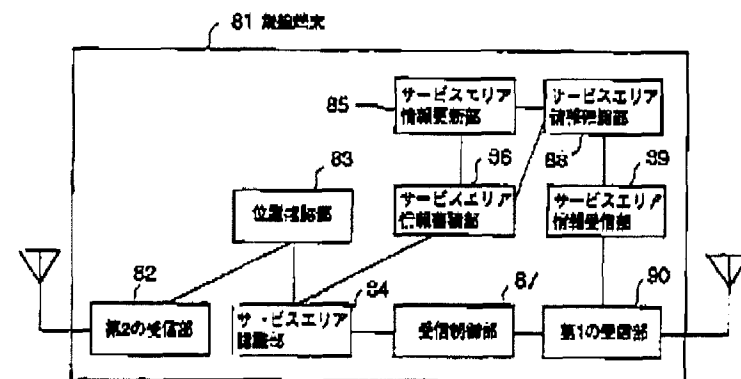 81 無線端末
85
サービスエリア
情報更新部
サービスエリア
情報確認部
88
83
位置確認部
86
サービスエリア
情報蓄積部
89
サービスエリア
情報受信部
82
第2の受信部
84
サービスエリア
認識部
87
受信制御部
90
第1の受信部